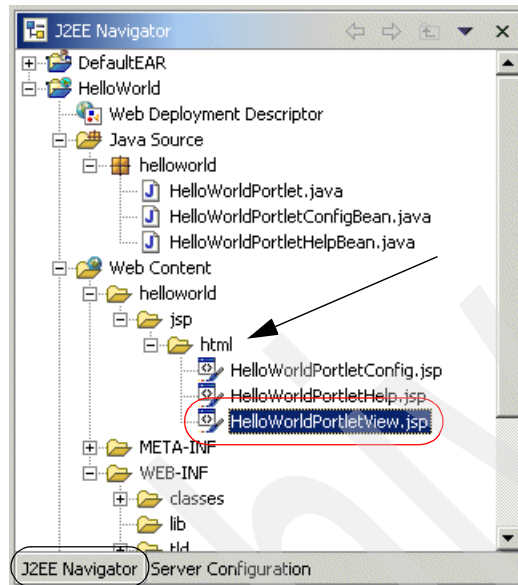 J2EE Navigator
DefaultEAR
HelloWorld
Web Deployment Descriptor
Java Source
helloworld
HelloWorldPortlet.java
HelloWorldPortletConfigBean.java
HelloWorldPortletHelpBean.java
Web Content
helloworld
jsp
html
HelloWorldPortletConfig.jsp
HelloWorldPortletHelp.jsp
HelloWorldPortletView.jsp
META-INF
WEB-INF
classes
lib
tld
J2EE Navigator Server Configuration